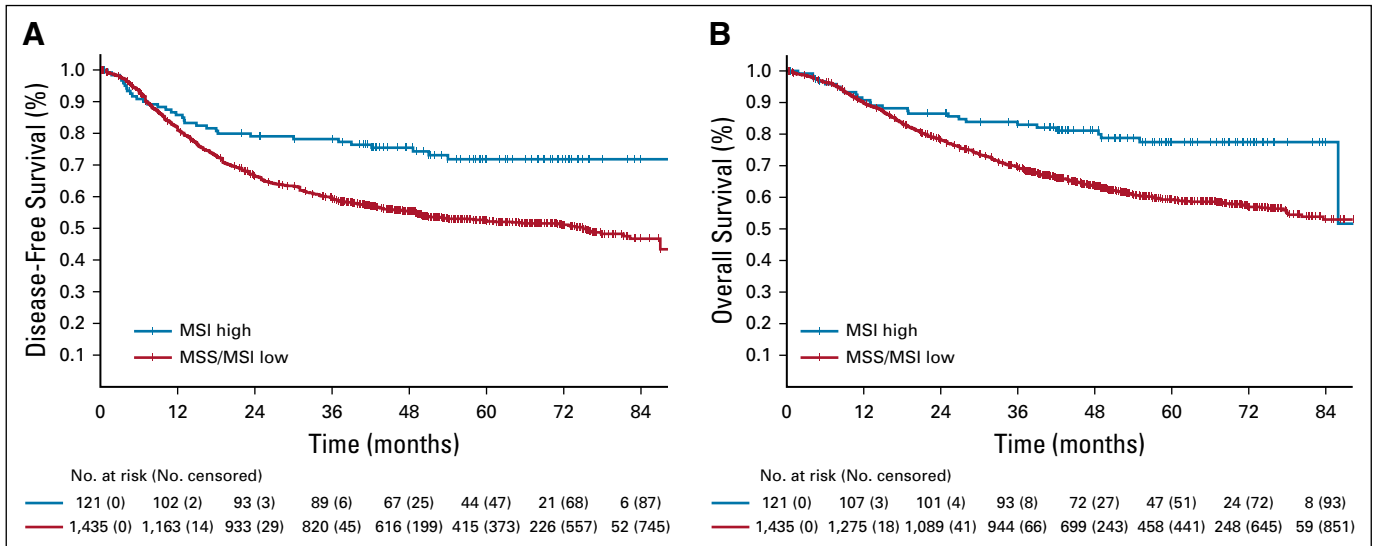 A
Disease-Free Survival (%)
1.0
0.9
0.8
0.7
0.6
0.5
0.4
0.3
0.2
0.1
MSI high
MSS/MSI low
0 12 24 36 48 60 72 84
Time (months)
No. at risk (No. censored)
121 (0) 102 (2) 93 (3) 89 (6) 67 (25) 44 (47) 21 (68) 6 (87)
1,435 (0) 1,163 (14) 933 (29) 820 (45) 616 (199) 415 (373) 226 (557) 52 (745)
B
Overall Survival (%)
1.0
0.9
0.8
0.7
0.6
0.5
0.4
0.3
0.2
0.1
MSI high
MSS/MSI low
0 12 24 36 48 60 72 84
Time (months)
No. at risk (No. censored)
121 (0) 107 (3) 101 (4) 93 (8) 72 (27) 47 (51) 24 (72) 8 (93)
1,435 (0) 1,275 (18) 1,089 (41) 944 (66) 699 (243) 458 (441) 248 (645) 59 (851)